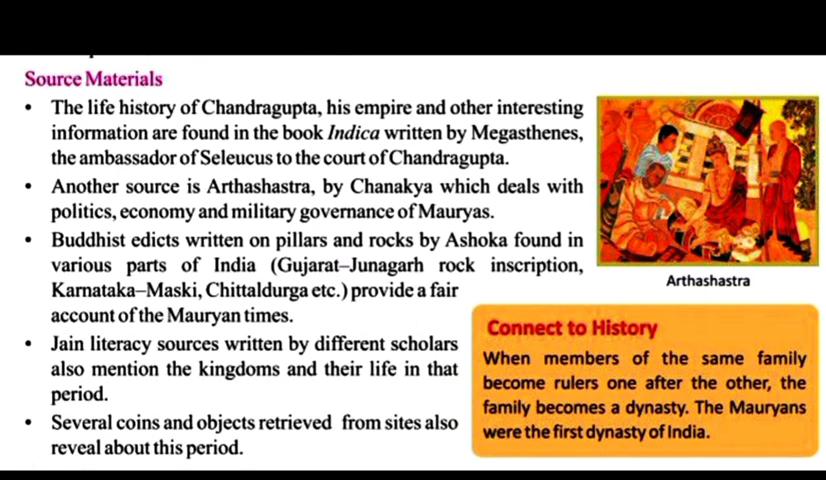 Source Materials
• The life history of Chandragupta, his empire and other interesting
information are found in the book Indica written by Megasthenes,
the ambassador of Seleucus to the court of Chandragupta.
• Another source is Arthashastra, by Chanakya which deals with
politics, economy and military governance of Mauryas.
• Buddhist edicts written on pillars and rocks by Ashoka found in
various parts of India (Gujarat–Junagarh rock inscription,
Karnataka–Maski, Chittaldurga etc.) provide a fair
account of the Mauryan times.
• Jain literacy sources written by different scholars
also mention the kingdoms and their life in that
period.
• Several coins and objects retrieved from sites also
reveal about this period.
Arthashastra
Connect to History
When members of the same family
become rulers one after the other, the
family becomes a dynasty. The Mauryans
were the first dynasty of India.